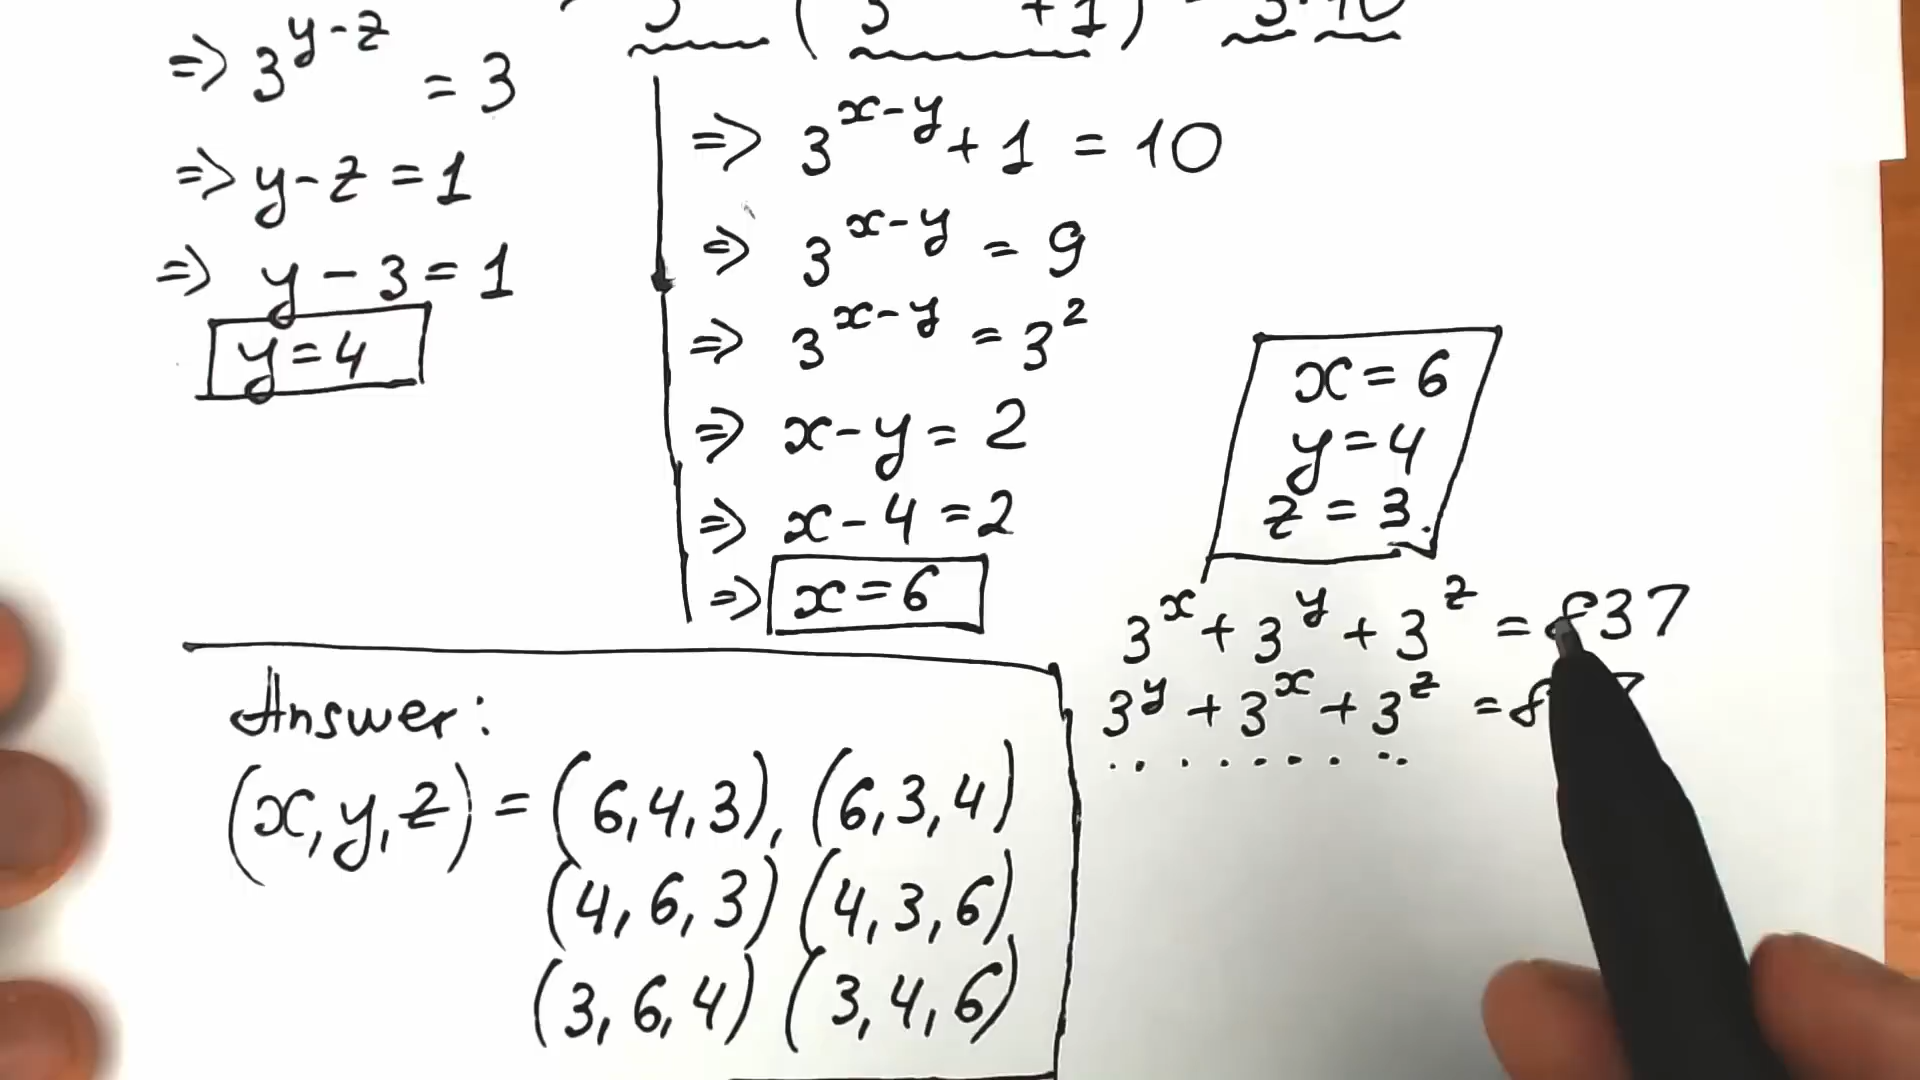 => 3^{y-z} = 3
=> y-z = 1
=> y - 3 = 1
y = 4
+1)
=> 3^{x-y} + 1 = 10
=> 3^{x-y} = 9
=> 3^{x-y} = 3^2
=> x-y = 2
=> x-4 = 2
=> x = 6
x = 6
y = 4
z = 3.
3^x + 3^y + 3^z = 837
3^y + 3^x + 3^z =
Answer:
(x,y,z) = (6,4,3), (6,3,4)
(4,6,3) (4,3,6)
(3,6,4) (3,4,6)